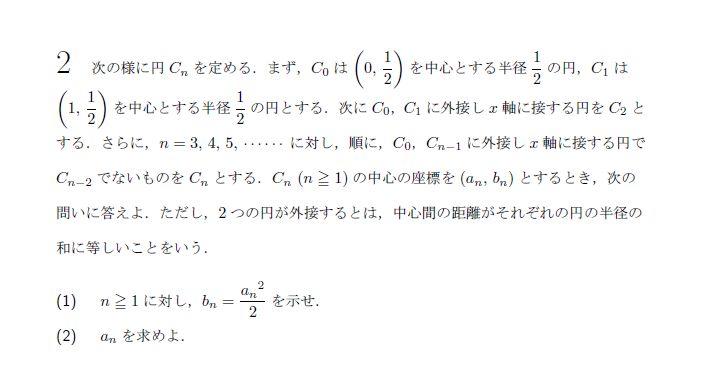 2 次の様に円 $C_n$ を定める．まず，$C_0$ は $\left(0, \frac{1}{2}\right)$ を中心とする半径 $\frac{1}{2}$ の円，$C_1$ は
$\left(1, \frac{1}{2}\right)$ を中心とする半径 $\frac{1}{2}$ の円とする．次に $C_0$，$C_1$ に外接し $x$ 軸に接する円を $C_2$ と
する．さらに，$n = 3, 4, 5, \cdots\cdots$ に対し，順に，$C_0$，$C_{n-1}$ に外接し $x$ 軸に接する円で
$C_{n-2}$ でないものを $C_n$ とする．$C_n$ ($n \geqq 1$) の中心の座標を $(a_n, b_n)$ とするとき，次の
問いに答えよ．ただし，2つの円が外接するとは，中心間の距離がそれぞれの円の半径の
和に等しいことをいう．
(1) $n \geqq 1$ に対し，$b_n = \frac{a_n{}^2}{2}$ を示せ．
(2) $a_n$ を求めよ．